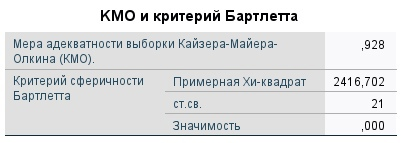 КМО и критерий Бартлетта
Мера адекватности выборки Кайзера-Майера-
Олкина (КМО). ,928
Критерий сферичности Примерная Хи-квадрат 2416,702
Бартлетта
ст.св. 21
Значимость ,000